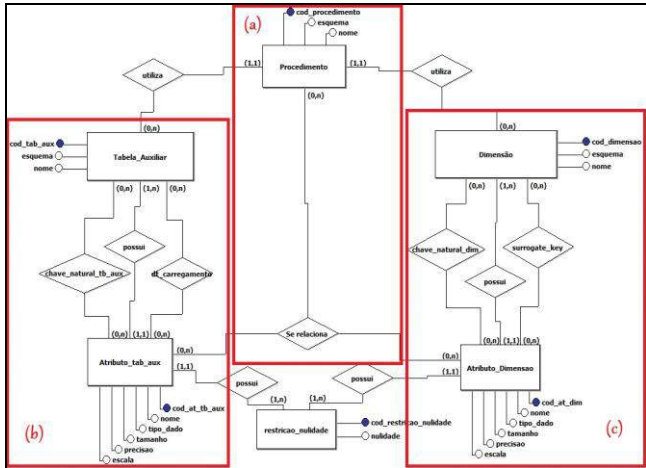 (a)
cod_procedimento
esquema
nome
Procedimento
(1,1)
(1,1)
utiliza
utiliza
(0,n)
(0,n)
(0,n)
cod_tab_aux
esquema
nome
Tabela_Auxiliar
Dimensão
cod_dimensao
esquema
nome
(0,n)
(1,n)
(0,n)
(0,n)
(1,n)
(0,n)
chave_natural_tb_aux
possui
dt_carregamento
chave_natural_dim
possui
surrogate_key
Se relaciona
(0,n)
(1,1)
(0,n)
(0,n)
(1,1)
(0,n)
Atributo_tab_aux
(0,n)
(1,1)
(0,n)
(1,1)
Atributo_Dimensao
possui
possui
(1,n)
(1,n)
restricao_nulidade
cod_restricao_nulidade
nulidade
cod_at_tb_aux
nome
tipo_dado
tamanho
precisao
escala
(b)
cod_at_dim
nome
tipo_dado
tamanho
precisao
escala
(c)